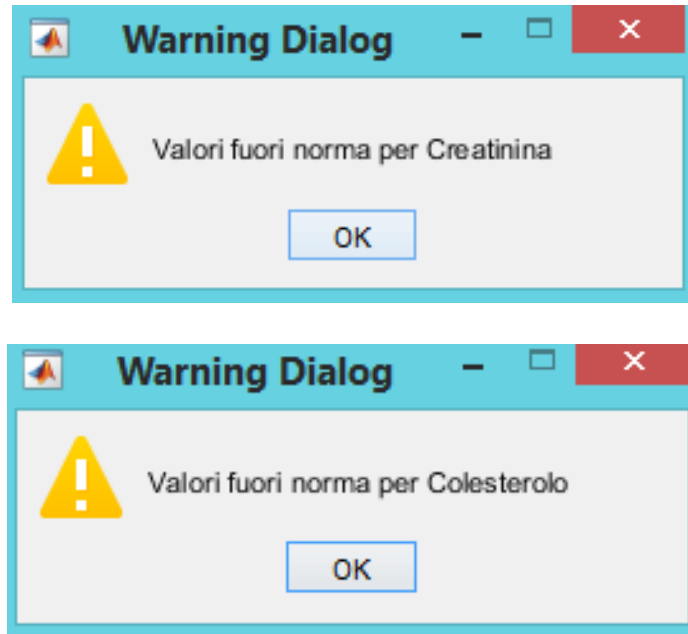 Warning Dialog
Valori fuori norma per Creatinina
OK
Warning Dialog
Valori fuori norma per Colesterolo
OK